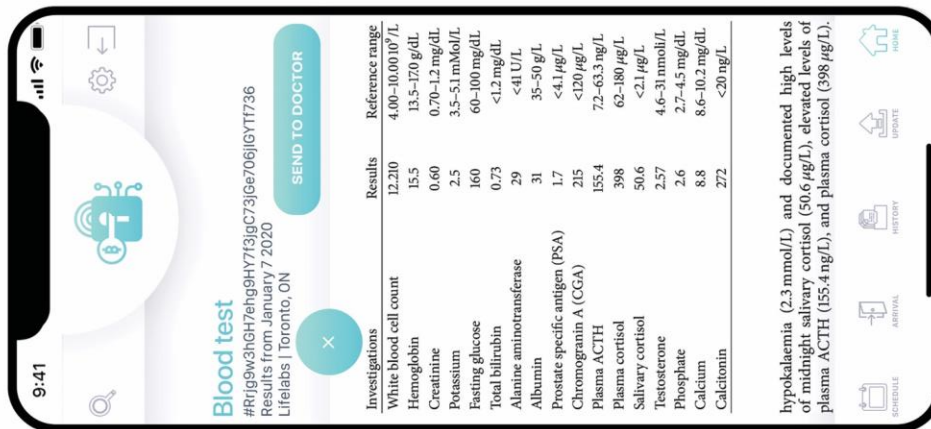 9:41
Blood test
#Rrjg9w3hGH7ehg9HY7f3jgC73jGe706jIGYTf736
Results from January 7 2020
Lifelabs | Toronto, ON
SEND TO DOCTOR
×
Investigations Results Reference range
White blood cell count 12.210 4.00–10.00 10⁹/L
Hemoglobin 15.5 13.5–17.0 g/dL
Creatinine 0.60 0.70–1.2 mg/dL
Potassium 2.5 3.5–5.1 mMol/L
Fasting glucose 160 60–100 mg/dL
Total bilirubin 0.73 <1.2 mg/dL
Alanine aminotransferase 29 <41 U/L
Albumin 31 35–50 g/L
Prostate specific antigen (PSA) 1.7 <4.1 µg/L
Chromogranin A (CGA) 215 <120 µg/L
Plasma ACTH 155.4 7.2–63.3 ng/L
Plasma cortisol 398 62–180 µg/L
Salivary cortisol 50.6 <2.1 µg/L
Testosterone 2.57 4.6–31 nmoli/L
Phosphate 2.6 2.7–4.5 mg/dL
Calcium 8.8 8.6–10.2 mg/dL
Calcitonin 272 <20 ng/L
hypokalaemia (2.3 mmol/L) and documented high levels
of midnight salivary cortisol (50.6 µg/L), elevated levels of
plasma ACTH (155.4 ng/L), and plasma cortisol (398 µg/L).
SCHEDULE
ARRIVAL
HISTORY
UPDATE
HOME